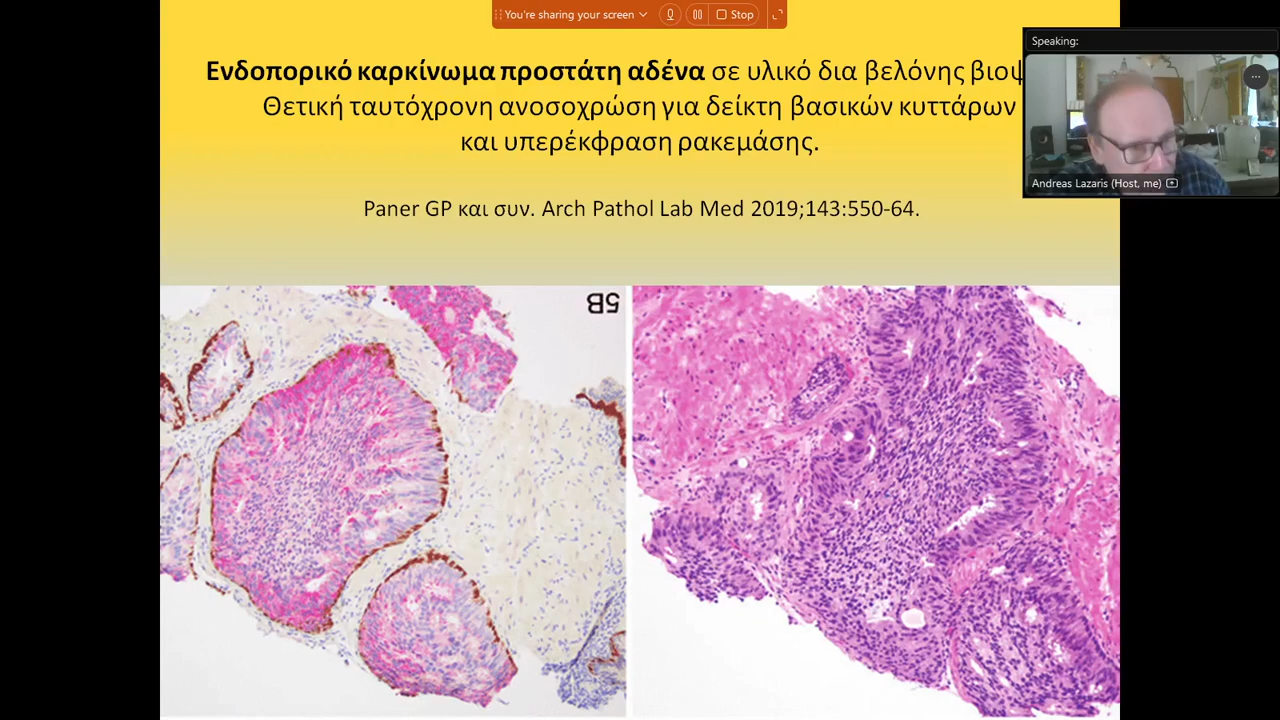 You're sharing your screen
Stop
Speaking:
Ενδοπορικό καρκίνωμα προστάτη αδένα σε υλικό δια βελόνης
Θετική ταυτόχρονη ανοσοχρώση για δείκτη βασικών κυττάρων
και υπερέκφραση ρακεμάσης.
Andreas Lazaris (Host, me)
Paner GP και συν. Arch Pathol Lab Med 2019;143:550-64.
5B